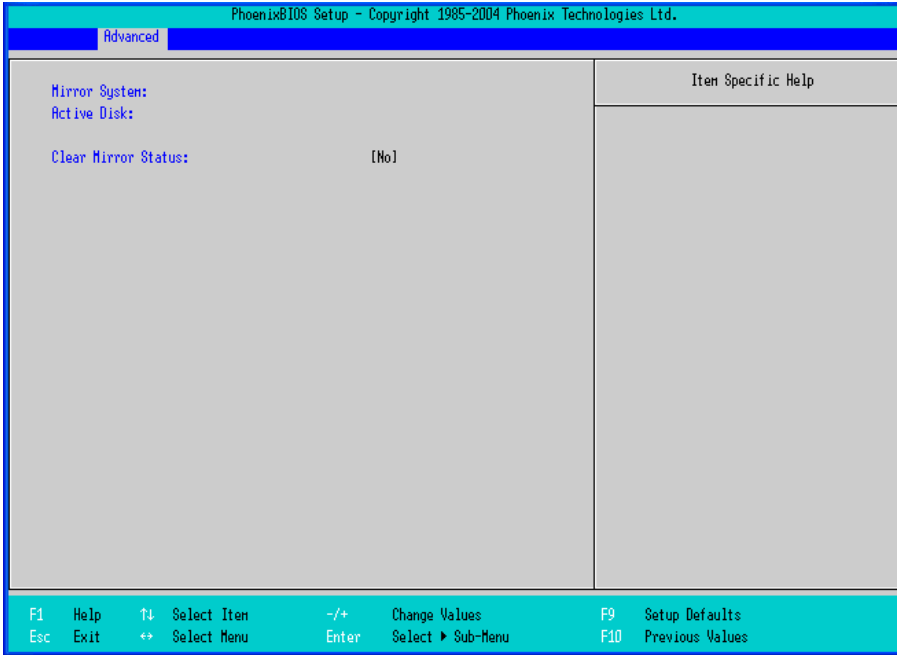 PhoenixBIOS Setup - Copyright 1985-2004 Phoenix Technologies Ltd.
Advanced
Item Specific Help
Mirror System:
Active Disk:
Clear Mirror Status: [No]
F1 Help ↑↓ Select Item -/+ Change Values F9 Setup Defaults
Esc Exit ↔ Select Menu Enter Select ▶ Sub-Menu F10 Previous Values